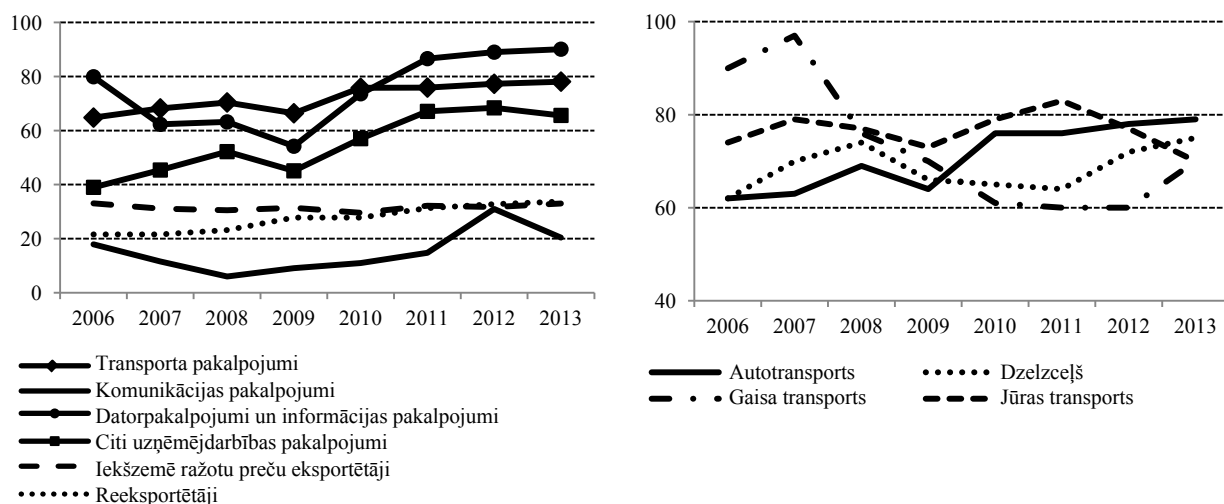 100
80
60
40
20
0
2006 2007 2008 2009 2010 2011 2012 2013
Transporta pakalpojumi
Komunikācijas pakalpojumi
Datorpakalpojumi un informācijas pakalpojumi
Citi uzņēmējdarbības pakalpojumi
Iekšzemē ražotu preču eksportētāji
Reeksportētāji
100
80
60
40
2006 2007 2008 2009 2010 2011 2012 2013
Autotransports Dzelzceļš
Gaisa transports Jūras transports